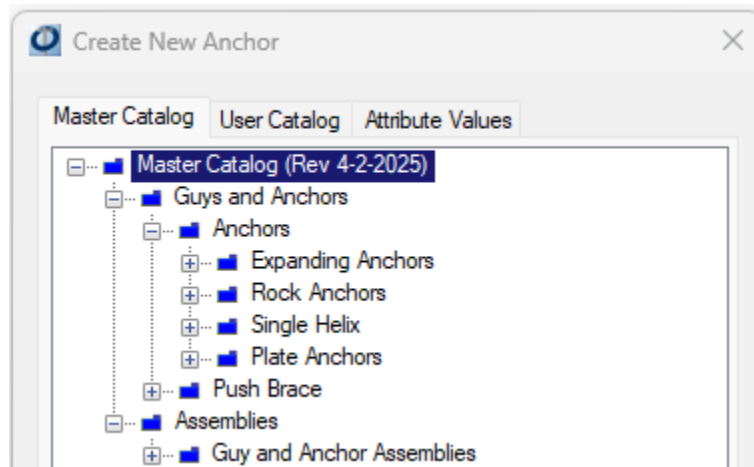 Create New Anchor
Master Catalog User Catalog Attribute Values
Master Catalog (Rev 4-2-2025)
Guys and Anchors
Anchors
Expanding Anchors
Rock Anchors
Single Helix
Plate Anchors
Push Brace
Assemblies
Guy and Anchor Assemblies